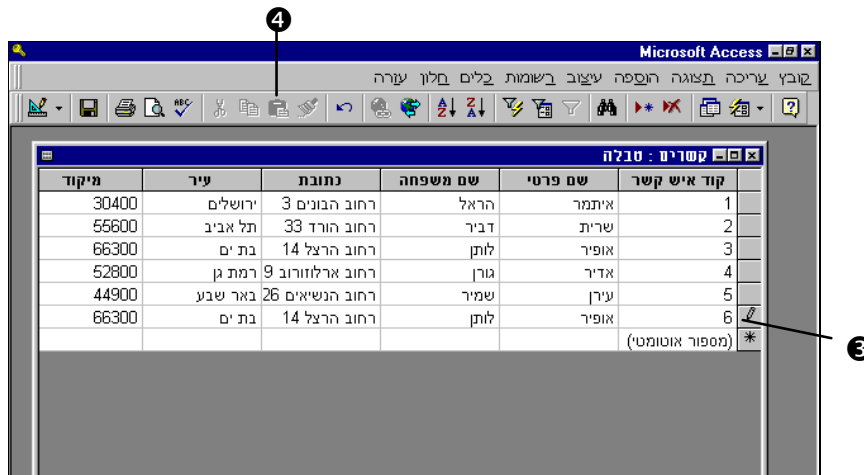 ❹
Microsoft Access
קובץ עריכה תצוגה הוספה עיצוב רשומות כלים חלון עזרה
קשרים : טבלה
קוד איש קשר שם פרטי שם משפחה כתובת עיר מיקוד
1 איתמר הראל רחוב הבונים 3 ירושלים 30400
2 שרית דביר רחוב הורד 33 תל אביב 55600
3 אופיר לותן רחוב הרצל 14 בת ים 66300
4 אדיר גורן רחוב ארלוזורוב 9 רמת גן 52800
5 עירן שמיר רחוב הנשיאים 26 באר שבע 44900
6 אופיר לותן רחוב הרצל 14 בת ים 66300
(מספור אוטומטי)
❸